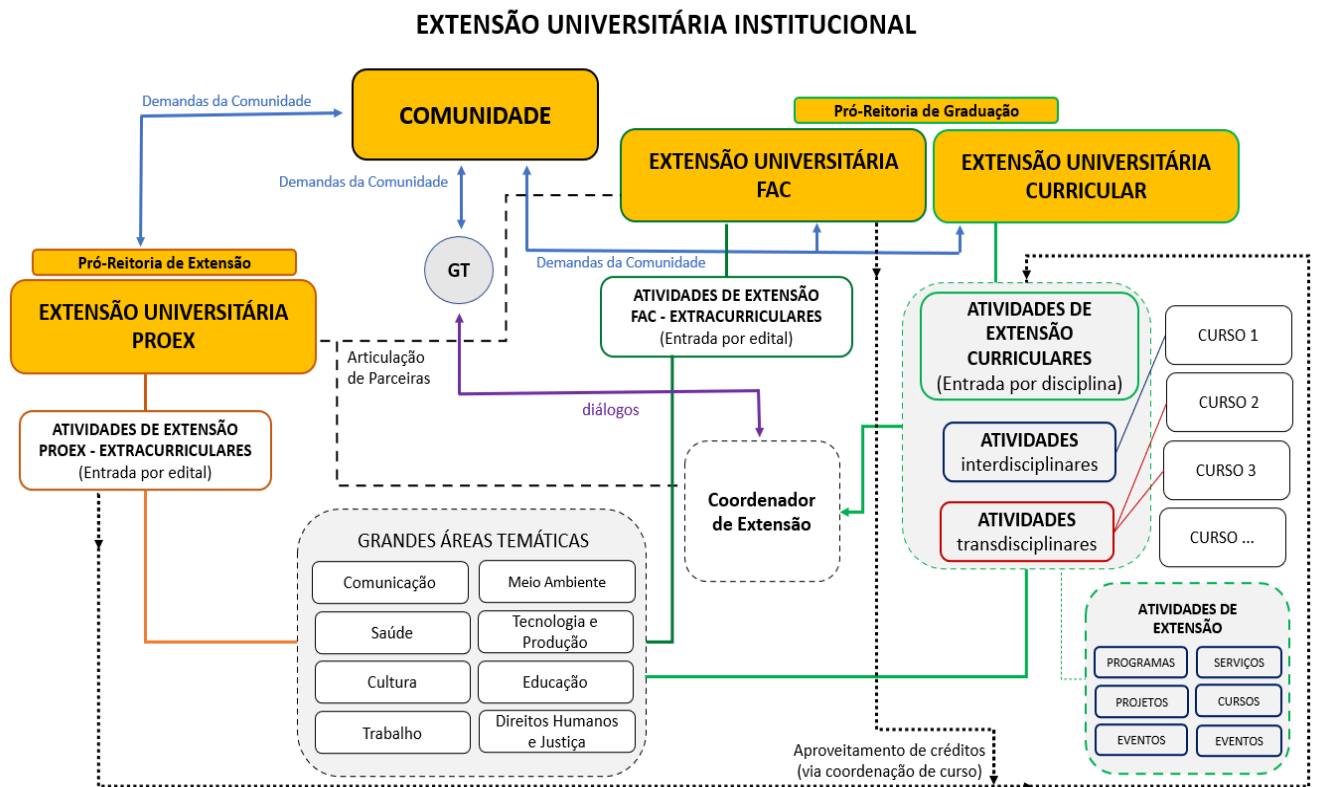 EXTENSÃO UNIVERSITÁRIA INSTITUCIONAL
Demandas da Comunidade
COMUNIDADE
Pró-Reitoria de Graduação
EXTENSÃO UNIVERSITÁRIA
FAC
EXTENSÃO UNIVERSITÁRIA
CURRICULAR
Demandas da Comunidade
GT
Demandas da Comunidade
Pró-Reitoria de Extensão
EXTENSÃO UNIVERSITÁRIA
PROEX
ATIVIDADES DE EXTENSÃO
FAC - EXTRACURRICULARES
(Entrada por edital)
ATIVIDADES DE
EXTENSÃO
CURRICULARES
(Entrada por disciplina)
CURSO 1
CURSO 2
CURSO 3
CURSO ...
Articulação
de Parceiras
diálogos
ATIVIDADES DE EXTENSÃO
PROEX - EXTRACURRICULARES
(Entrada por edital)
ATIVIDADES
interdisciplinares
ATIVIDADES
transdisciplinares
Coordenador
de Extensão
GRANDES ÁREAS TEMÁTICAS
Comunicação
Meio Ambiente
Saúde
Tecnologia e
Produção
Cultura
Educação
Trabalho
Direitos Humanos
e Justiça
ATIVIDADES DE
EXTENSÃO
PROGRAMAS
SERVIÇOS
PROJETOS
CURSOS
EVENTOS
EVENTOS
Aproveitamento de créditos
(via coordenação de curso)